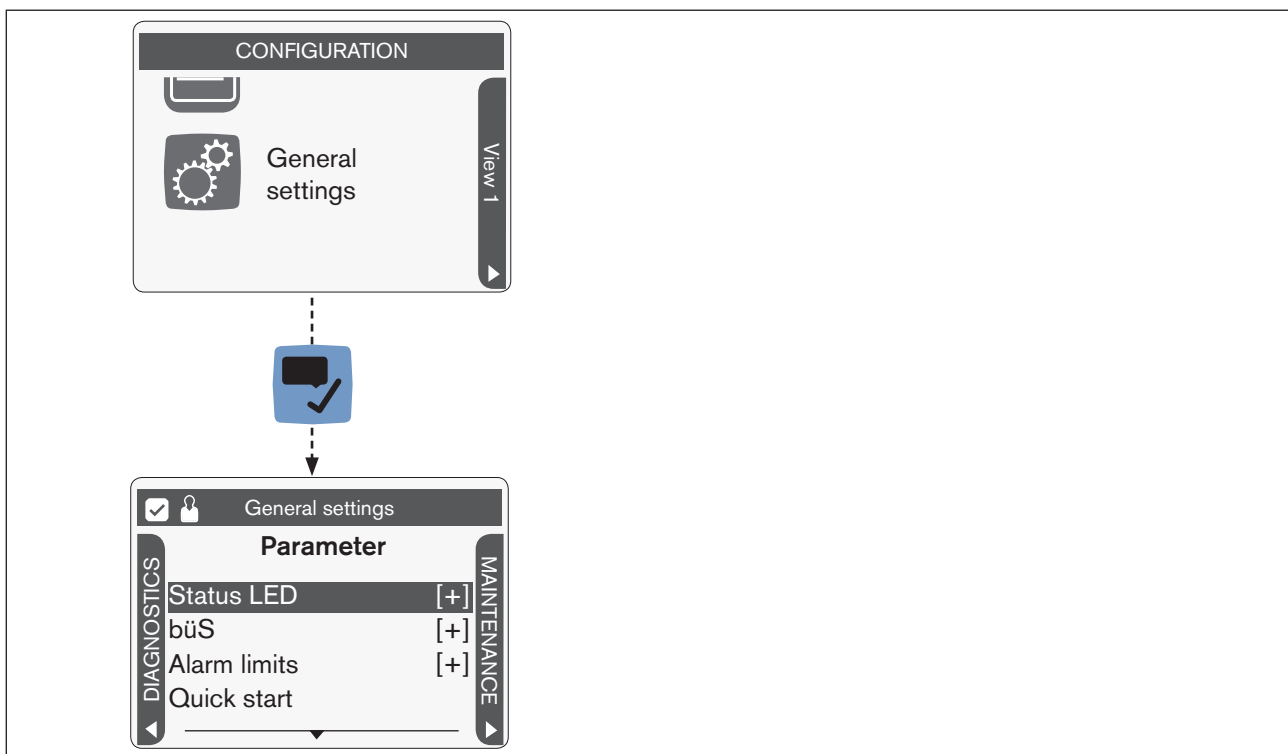 CONFIGURATION
General
settings
View 1
General settings
Parameter
DIAGNOSTICS
Status LED [+]
büS [+]
Alarm limits [+]
Quick start
MAINTENANCE